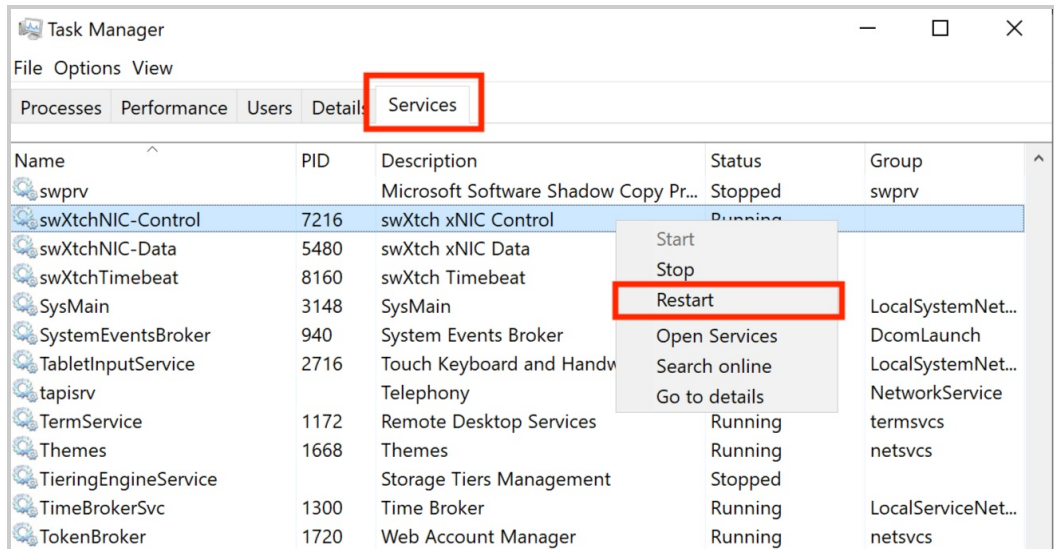 Task Manager
File Options View
Processes Performance Users Details Services
Name PID Description Status Group
swprv Microsoft Software Shadow Copy Pr... Stopped swprv
swXtchNIC-Control 7216 swXtch xNIC Control Running
swXtchNIC-Data 5480 swXtch xNIC Data
Start
swXtchTimebeat 8160 swXtch Timebeat
Stop
SysMain 3148 SysMain Restart LocalSystemNet...
SystemEventsBroker 940 System Events Broker Open Services DcomLaunch
TabletInputService 2716 Touch Keyboard and Handw Search online LocalSystemNet...
tapisrv Telephony Go to details NetworkService
TermService 1172 Remote Desktop Services Running termsvcs
Themes 1668 Themes Running netsvcs
TieringEngineService Storage Tiers Management Stopped
TimeBrokerSvc 1300 Time Broker Running LocalServiceNet...
TokenBroker 1720 Web Account Manager Running netsvcs